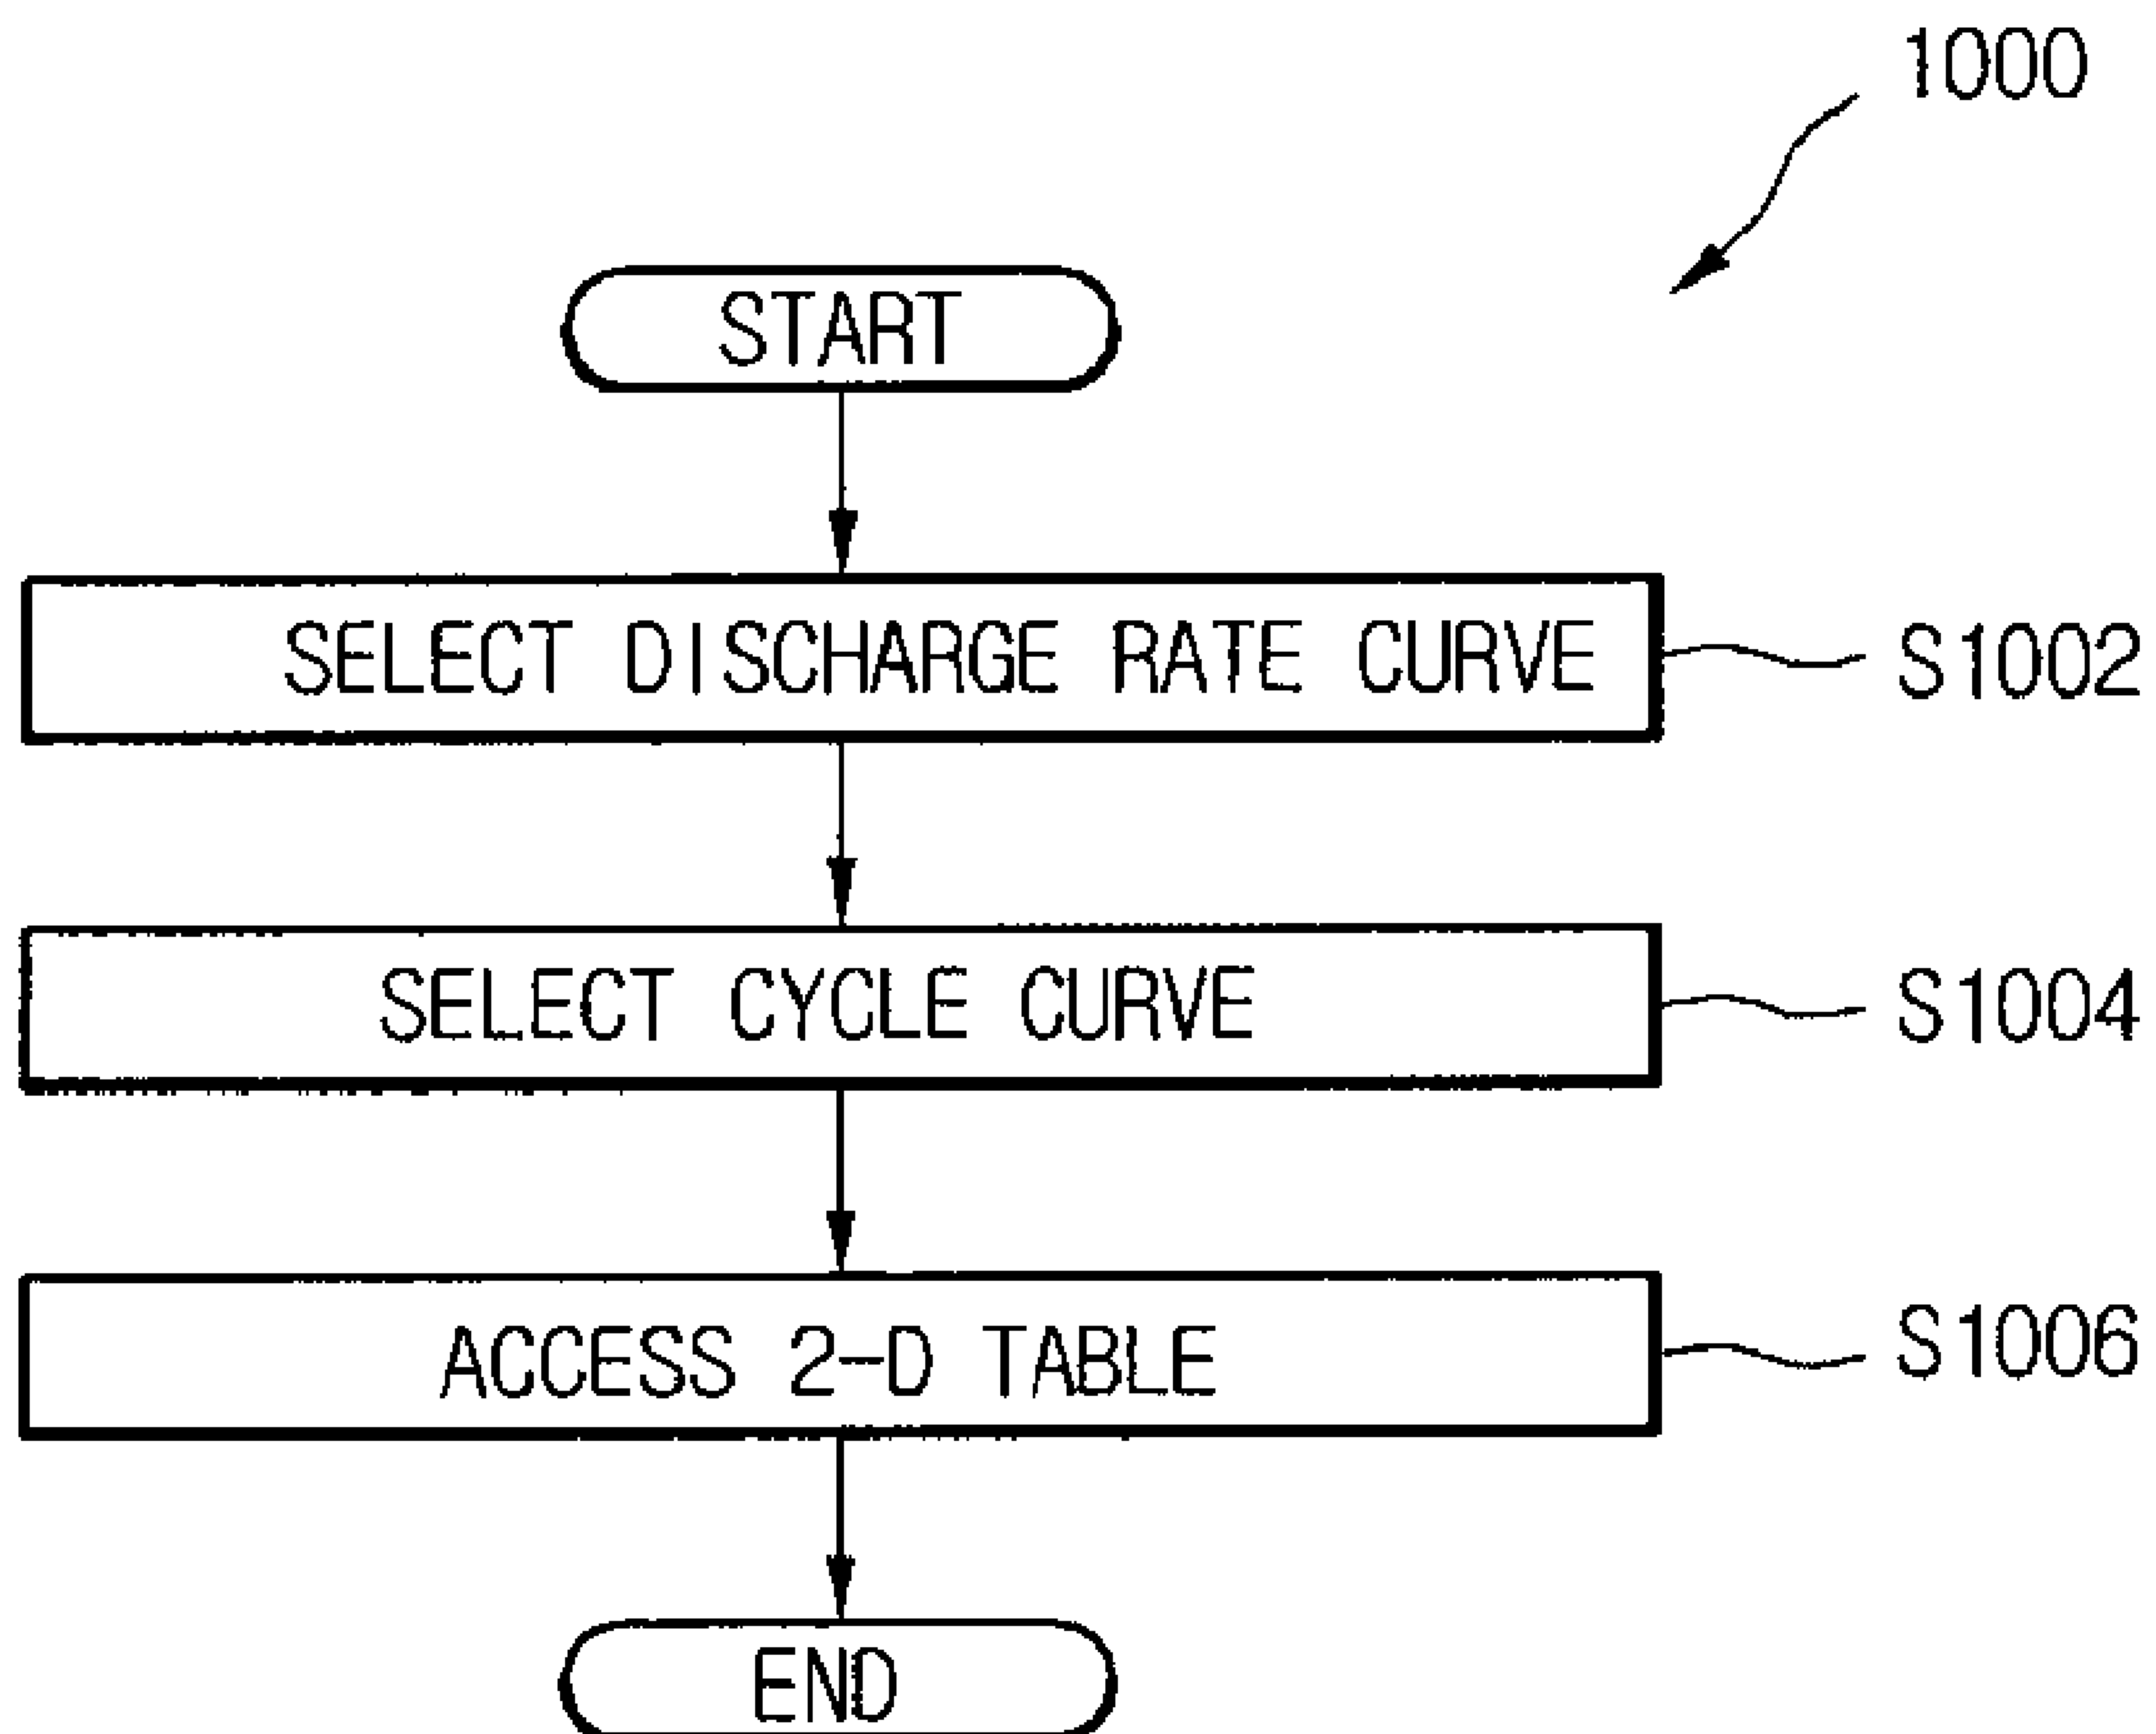 1000
START
SELECT DISCHARGE RATE CURVE
S1002
SELECT CYCLE CURVE
S1004
ACCESS 2-D TABLE
S1006
END